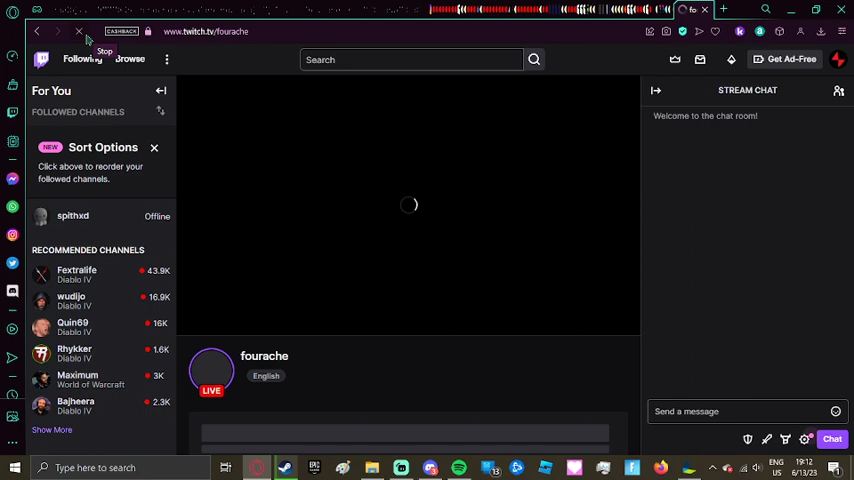 fo
CASHBACK
www.twitch.tv/fourache
Stop
Following
Browse
Search
Get Ad-Free
For You
FOLLOWED CHANNELS
NEW Sort Options
Click above to reorder your
followed channels.
spithxd Offline
RECOMMENDED CHANNELS
Fextralife 43.9K
Diablo IV
wudijo 16.9K
Diablo IV
Quin69 16K
Diablo IV
Rhykker 1.6K
Diablo IV
Maximum 3K
World of Warcraft
Bajheera 2.3K
Diablo IV
Show More
LIVE
fourache
English
STREAM CHAT
Welcome to the chat room!
Send a message
Chat
Type here to search
EPIC
13
ENG
US
19:12
6/13/23